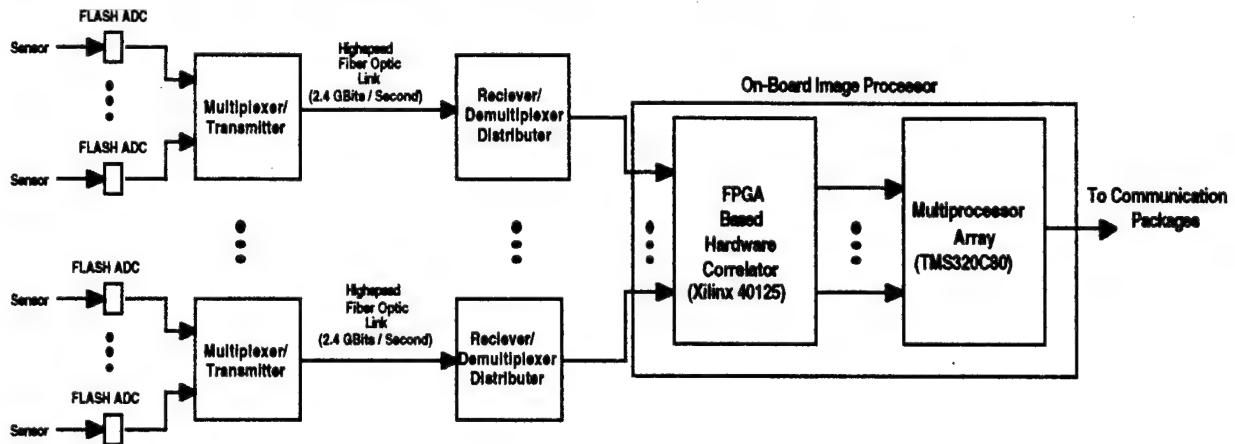 FLASH ADC
Sensor
FLASH ADC
Sensor
Multiplexer/
Transmitter
Highspeed
Fiber Optic
Link
(2.4 GBits / Second)
Reciever/
Demultiplexer
Distributer
On-Board Image Processor
FPGA
Based
Hardware
Correlator
(Xilinx 40125)
Multiprocessor
Array
(TMS320C80)
To Communication
Packages
FLASH ADC
Sensor
FLASH ADC
Sensor
Multiplexer/
Transmitter
Highspeed
Fiber Optic
Link
(2.4 GBits / Second)
Reciever/
Demultiplexer
Distributer